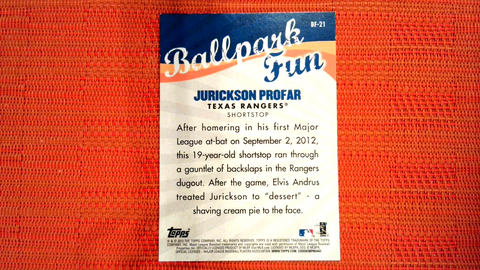 BF-21
Ballpark
Fun
JURICKSON PROFAR
TEXAS RANGERS®
SHORTSTOP
After homering in his first Major
League at-bat on September 2, 2012,
this 19-year-old shortstop ran through
a gauntlet of backslaps in the Rangers
dugout. After the game, Elvis Andrus
treated Jurickson to "dessert" - a
shaving cream pie to the face.
Topps